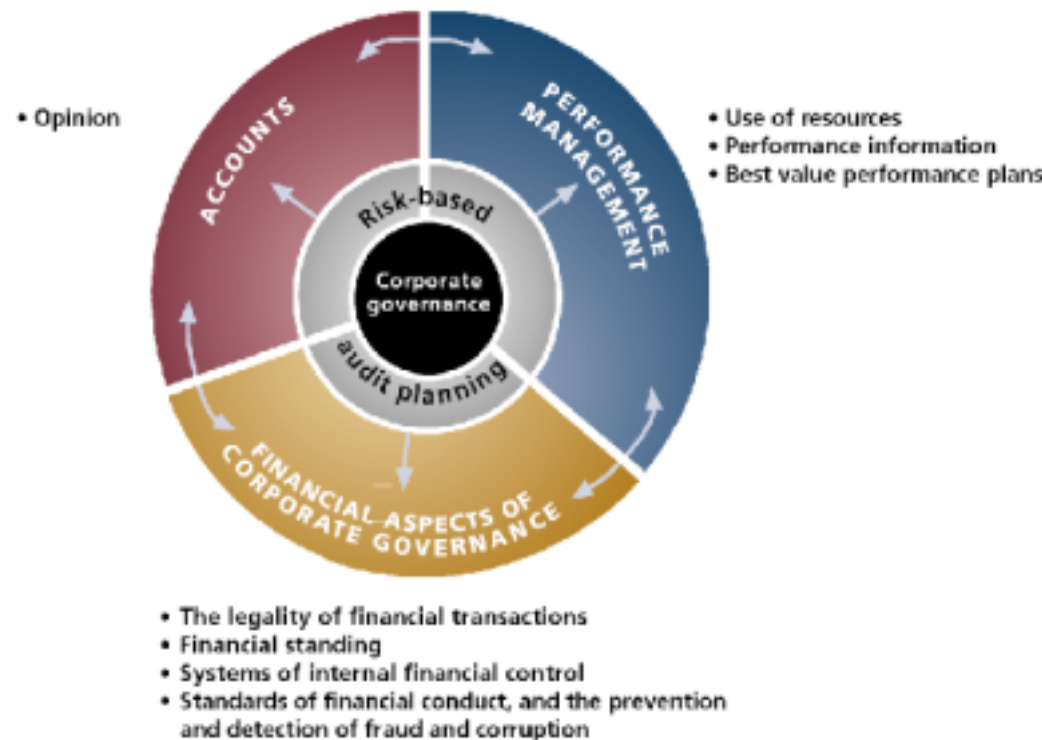 • Opinion
ACCOUNTS
PERFORMANCE
MANAGEMENT
• Use of resources
• Performance information
• Best value performance plans
Risk-based
Corporate
governance
audit planning
FINANCIAL ASPECTS OF
CORPORATE GOVERNANCE
• The legality of financial transactions
• Financial standing
• Systems of internal financial control
• Standards of financial conduct, and the prevention
and detection of fraud and corruption